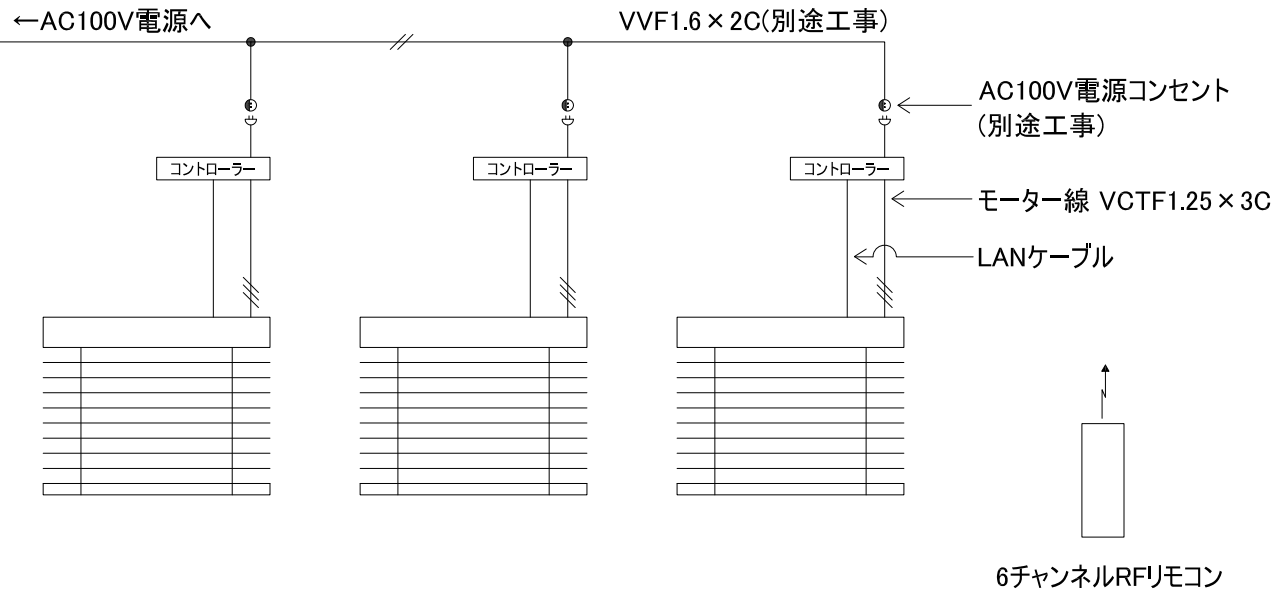 ←AC100V電源へ
VVF1.6×2C(別途工事)
AC100V電源コンセント
(別途工事)
コントローラー
コントローラー
コントローラー
モーター線 VCTF1.25×3C
LANケーブル
6チャンネルRFリモコン